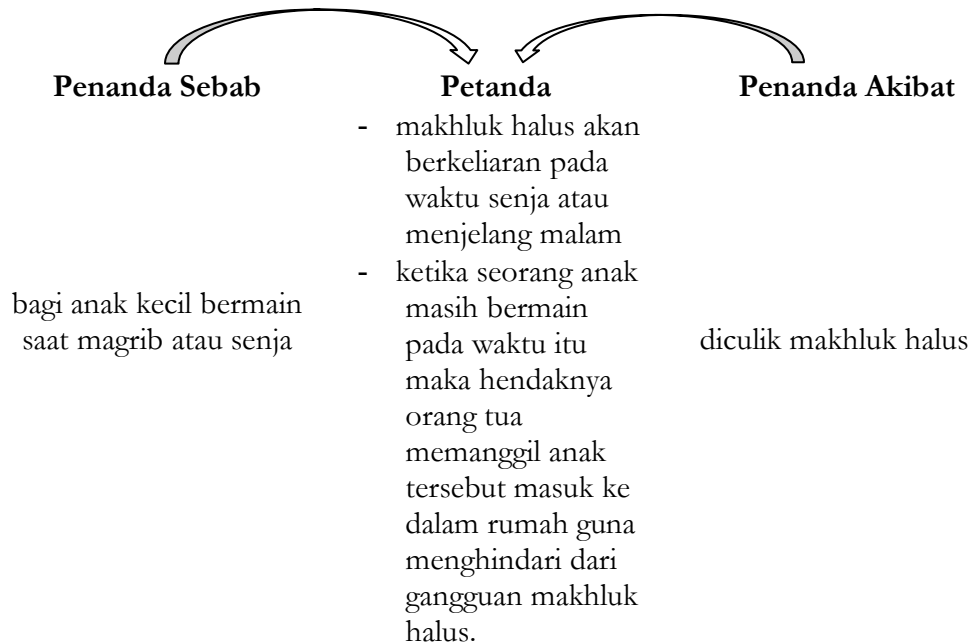 Penanda Sebab Petanda Penanda Akibat
bagi anak kecil bermain
saat magrib atau senja
- makhluk halus akan
berkeliaran pada
waktu senja atau
menjelang malam
- ketika seorang anak
masih bermain
pada waktu itu
maka hendaknya
orang tua
memanggil anak
tersebut masuk ke
dalam rumah guna
menghindari dari
gangguan makhluk
halus.
diculik makhluk halus